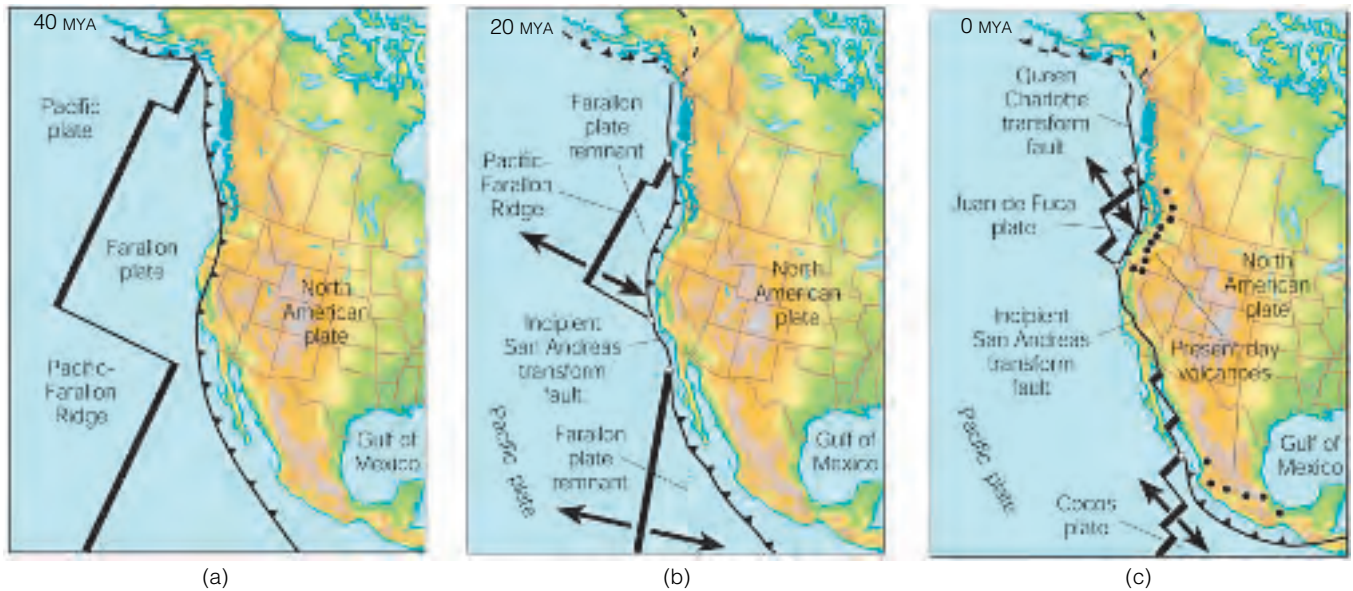 40 MYA
Pacific
plate
Farallon
plate
North
American
plate
Pacific-
Farallon
Ridge
Gulf of
Mexico
(a)
20 MYA
Farallon
plate
remnant
Pacific-
Farallon
Ridge
North
American
plate
Incipient
San Andreas
transform
fault
Pacific plate
Farallon
plate
remnant
Gulf of
Mexico
(b)
0 MYA
Queen
Charlotte
transform
fault
Juan de Fuca
plate
North
American
plate
Incipient
San Andreas
transform
fault
Present-day
volcanoes
Pacific plate
Gulf of
Mexico
Cocos
plate
(c)